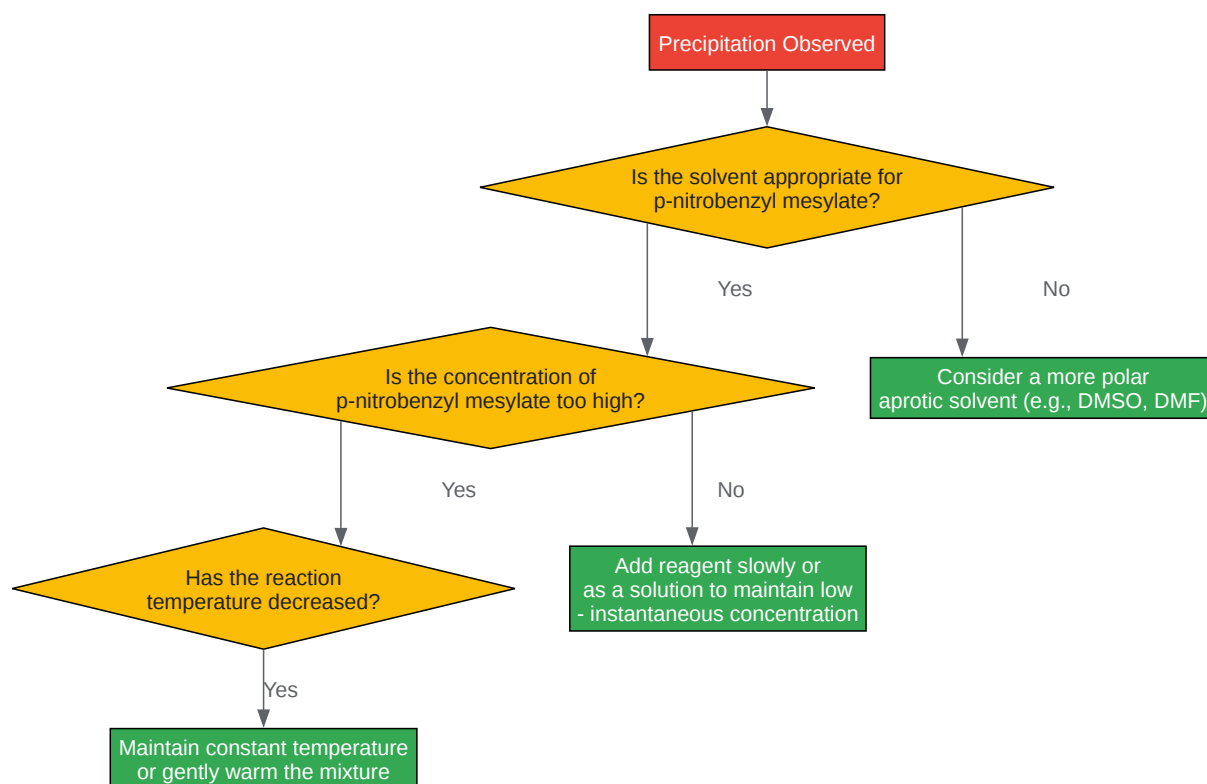 Precipitation Observed
Is the solvent appropriate for
p-nitrobenzyl mesylate?
Yes
No
Is the concentration of
p-nitrobenzyl mesylate too high?
Consider a more polar
aprotic solvent (e.g., DMSO, DMF)
Yes
No
Has the reaction
temperature decreased?
Add reagent slowly or
as a solution to maintain low
- instantaneous concentration
Yes
Maintain constant temperature
or gently warm the mixture